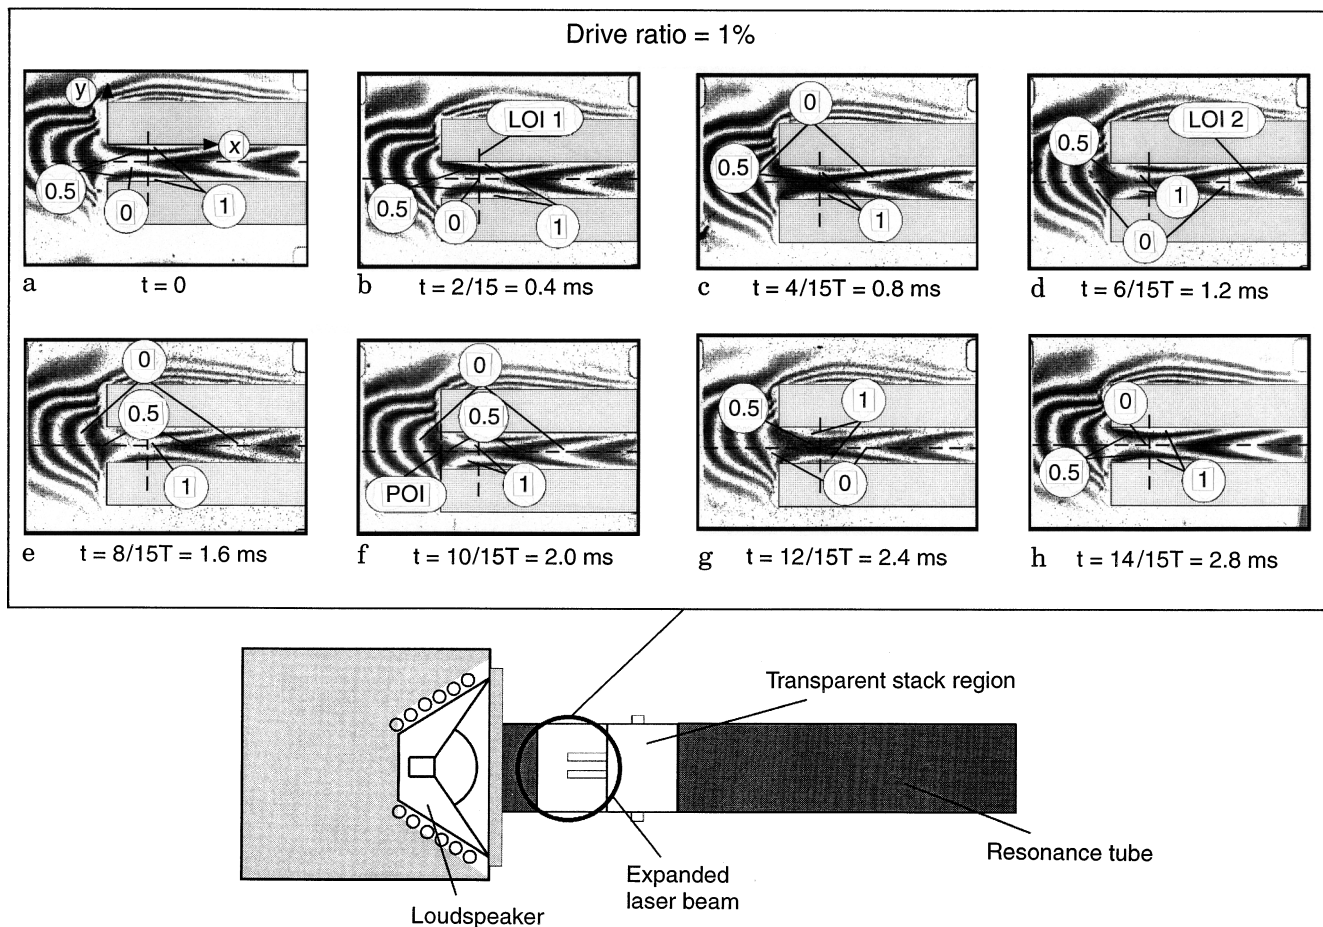 Drive ratio = 1%
y
x
0.5
0
1
a
t = 0
LOI 1
0.5
0
1
b
t = 2/15 = 0.4 ms
0
0.5
1
c
t = 4/15T = 0.8 ms
0.5
LOI 2
1
0
d
t = 6/15T = 1.2 ms
0
0.5
1
e
t = 8/15T = 1.6 ms
0
0.5
POI
1
f
t = 10/15T = 2.0 ms
0.5
1
0
g
t = 12/15T = 2.4 ms
0
0.5
1
h
t = 14/15T = 2.8 ms
Transparent stack region
Resonance tube
Expanded
laser beam
Loudspeaker